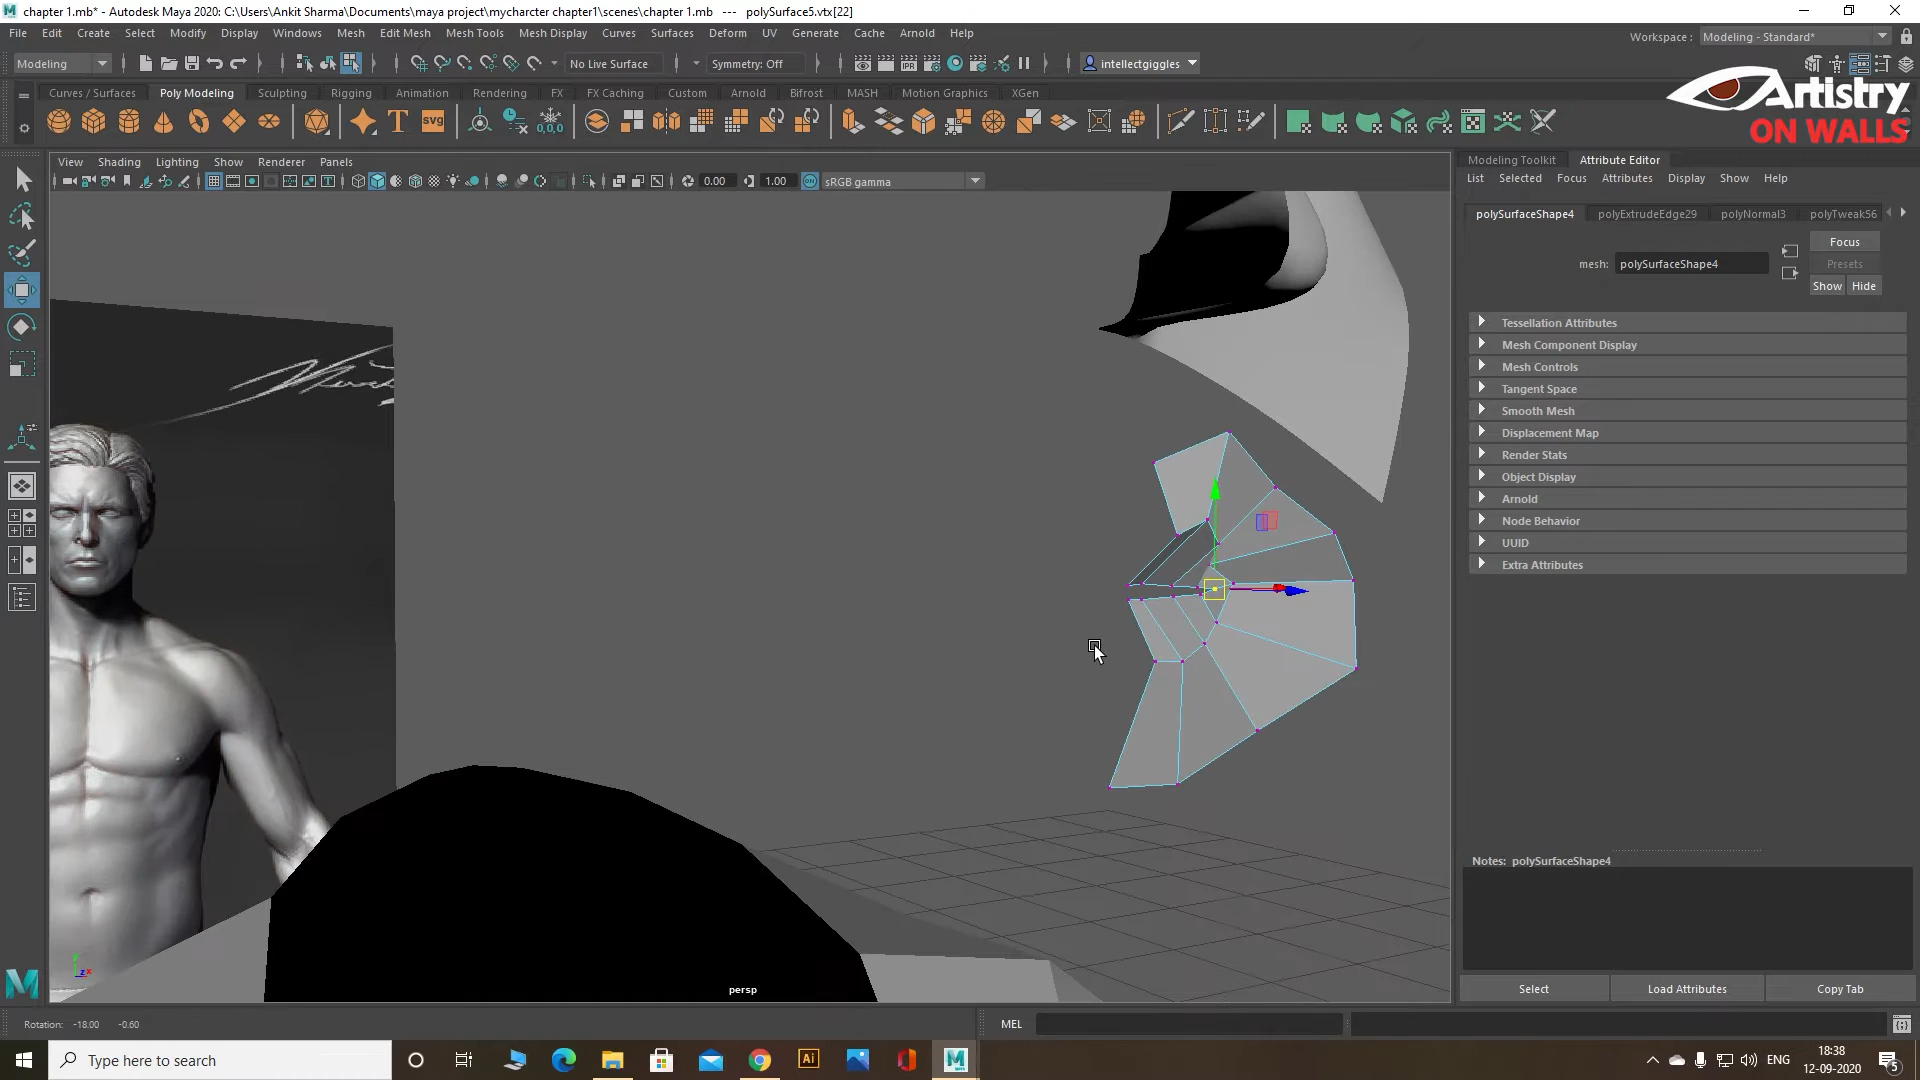 chapter 1.mb* - Autodesk Maya 2020: C:\Users\Ankit Sharma\Documents\maya project\mycharcter chapter1\scenes\chapter 1.mb   ---   polySurface5.vtx[22]
File Edit Create Select Modify Display Windows Mesh Edit Mesh Mesh Tools Mesh Display Curves Surfaces Deform UV Generate Cache Arnold Help
Workspace : Modeling - Standard*
Modeling
No Live Surface
Symmetry: Off
intellectgiggles
Curves / Surfaces Poly Modeling Sculpting Rigging Animation Rendering FX FX Caching Custom Arnold Bifrost MASH Motion Graphics XGen
Artistry
ON WALLS
T SVG
View Shading Lighting Show Renderer Panels
0.00 1.00 ON sRGB gamma
Modeling Toolkit Attribute Editor
List Selected Focus Attributes Display Show Help
polySurfaceShape4 polyExtrudeEdge29 polyNormal3 polyTweak56
Focus
mesh: polySurfaceShape4
Presets
Show Hide
Tessellation Attributes
Mesh Component Display
Mesh Controls
Tangent Space
Smooth Mesh
Displacement Map
Render Stats
Object Display
Arnold
Node Behavior
UUID
Extra Attributes
Notes: polySurfaceShape4
Select Load Attributes Copy Tab
persp
Rotation: -18.00 -0.60
MEL
Type here to search
Ai
ENG
18:38
12-09-2020
5